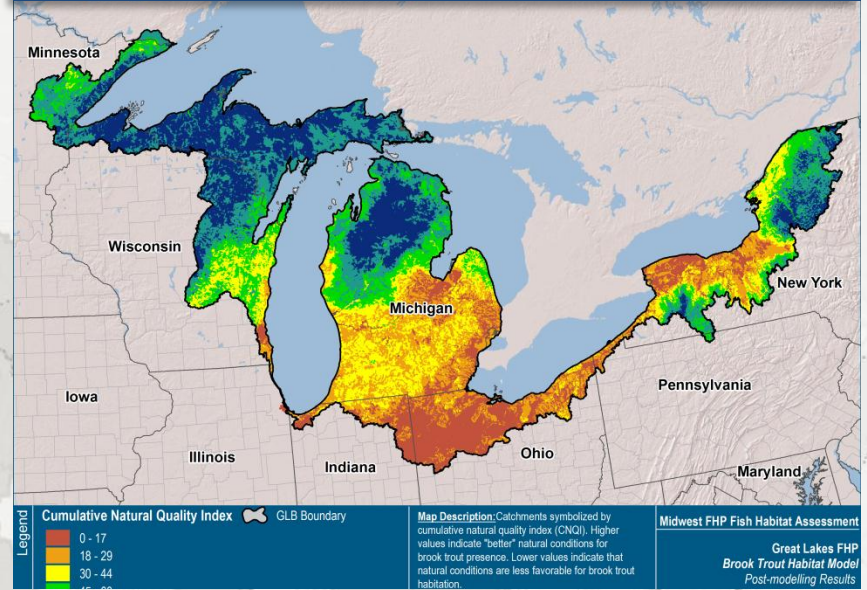 Minnesota
Wisconsin
Michigan
New York
Iowa
Pennsylvania
Illinois
Indiana
Ohio
Maryland
Legend
Cumulative Natural Quality Index
GLB Boundary
0 - 17
18 - 29
30 - 44
Map Description:Catchments symbolized by
cumulative natural quality index (CNQI). Higher
values indicate "better" natural conditions for
brook trout presence. Lower values indicate that
natural conditions are less favorable for brook trout
habitation.
Midwest FHP Fish Habitat Assessment
Great Lakes FHP
Brook Trout Habitat Model
Post-modelling Results